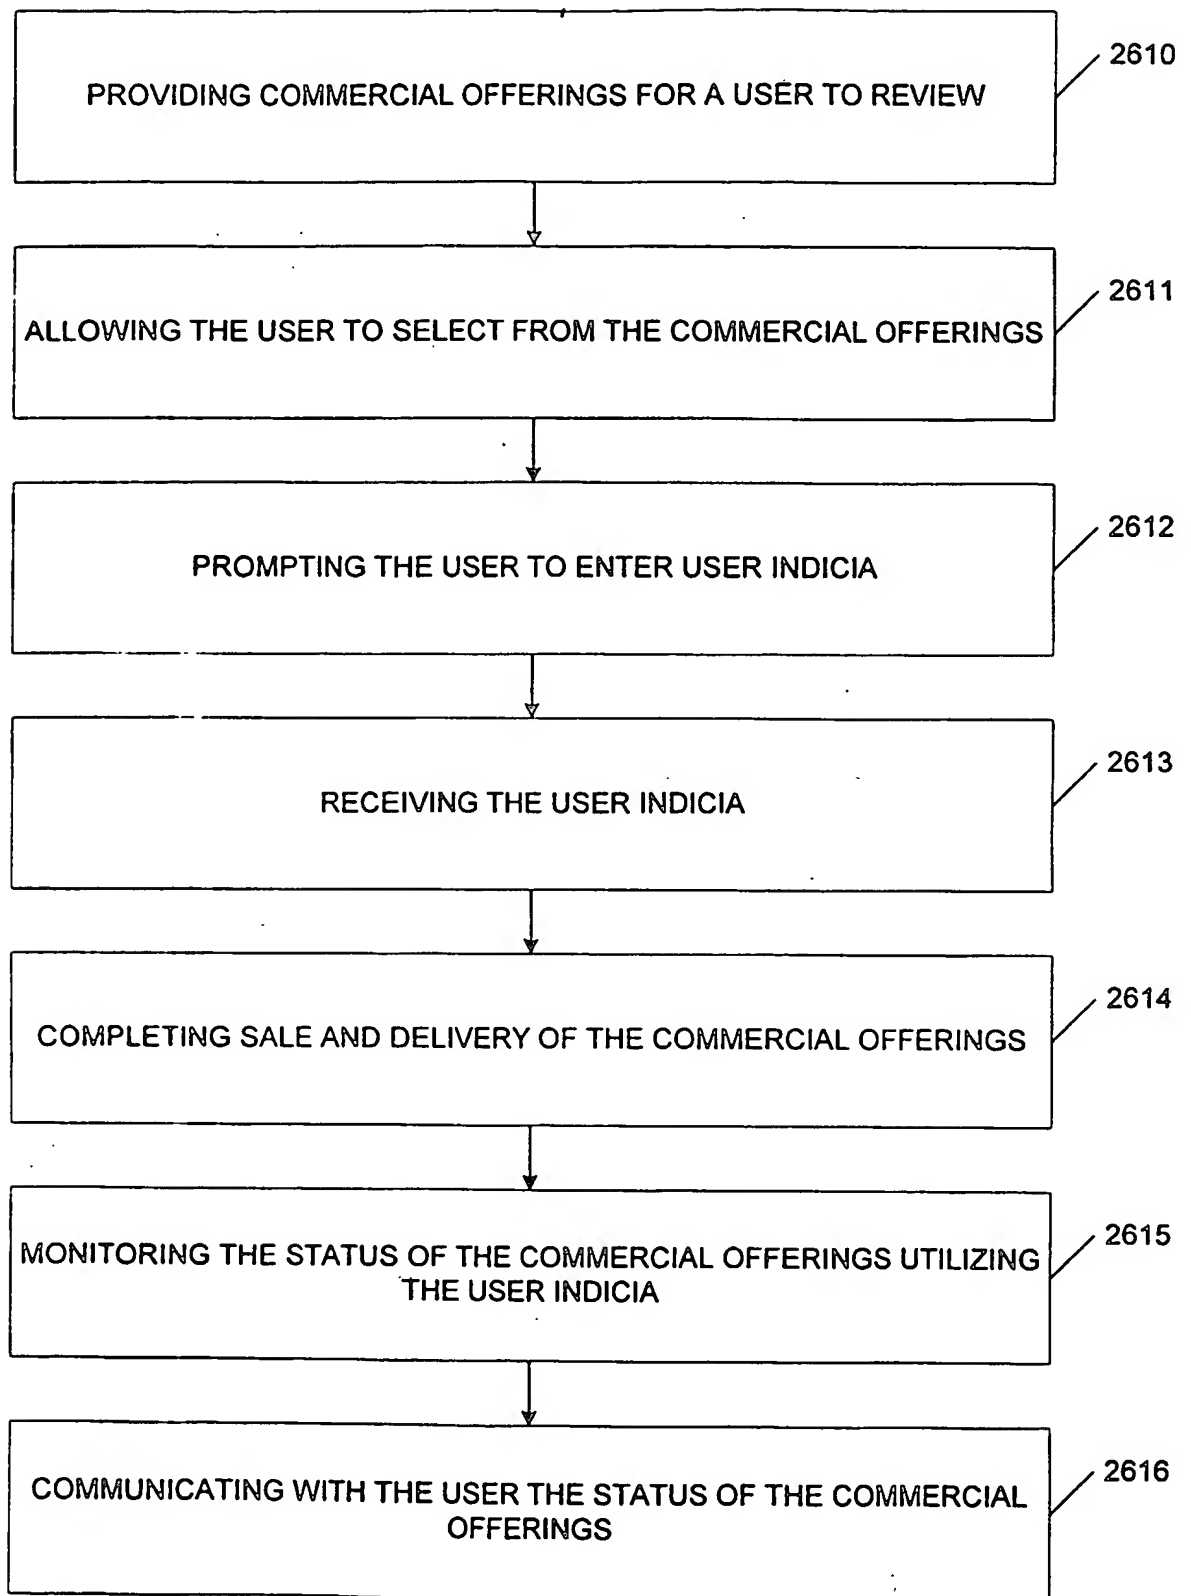 PROVIDING COMMERCIAL OFFERINGS FOR A USER TO REVIEW
2610
ALLOWING THE USER TO SELECT FROM THE COMMERCIAL OFFERINGS
2611
PROMPTING THE USER TO ENTER USER INDICIA
2612
RECEIVING THE USER INDICIA
2613
COMPLETING SALE AND DELIVERY OF THE COMMERCIAL OFFERINGS
2614
MONITORING THE STATUS OF THE COMMERCIAL OFFERINGS UTILIZING
THE USER INDICIA
2615
COMMUNICATING WITH THE USER THE STATUS OF THE COMMERCIAL
OFFERINGS
2616